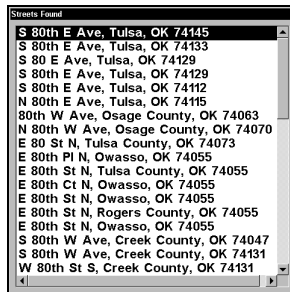 Streets Found
S 80th E Ave, Tulsa, OK 74145
S 80th E Ave, Tulsa, OK 74133
S 80 E Ave, Tulsa, OK 74129
S 80th E Ave, Tulsa, OK 74129
S 80th E Ave, Tulsa, OK 74112
N 80th E Ave, Tulsa, OK 74115
80th W Ave, Osage County, OK 74063
N 80th W Ave, Osage County, OK 74070
E 80 St N, Tulsa County, OK 74073
E 80th Pl N, Owasso, OK 74055
E 80th St N, Tulsa County, OK 74055
E 80th Ct N, Owasso, OK 74055
E 80th St N, Owasso, OK 74055
E 80th St N, Rogers County, OK 74055
E 80th St N, Owasso, OK 74055
S 80th W Ave, Creek County, OK 74047
S 80th W Ave, Creek County, OK 74131
W 80th St S, Creek County, OK 74131